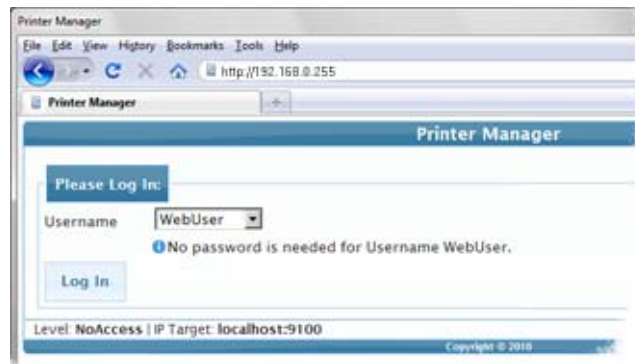 Printer Manager
File Edit View History Bookmarks Tools Help
http://192.168.0.255
Printer Manager
Printer Manager
Please Log In:
Username WebUser
No password is needed for Username WebUser.
Log In
Level: NoAccess | IP Target: localhost:9100
Copyright © 2010